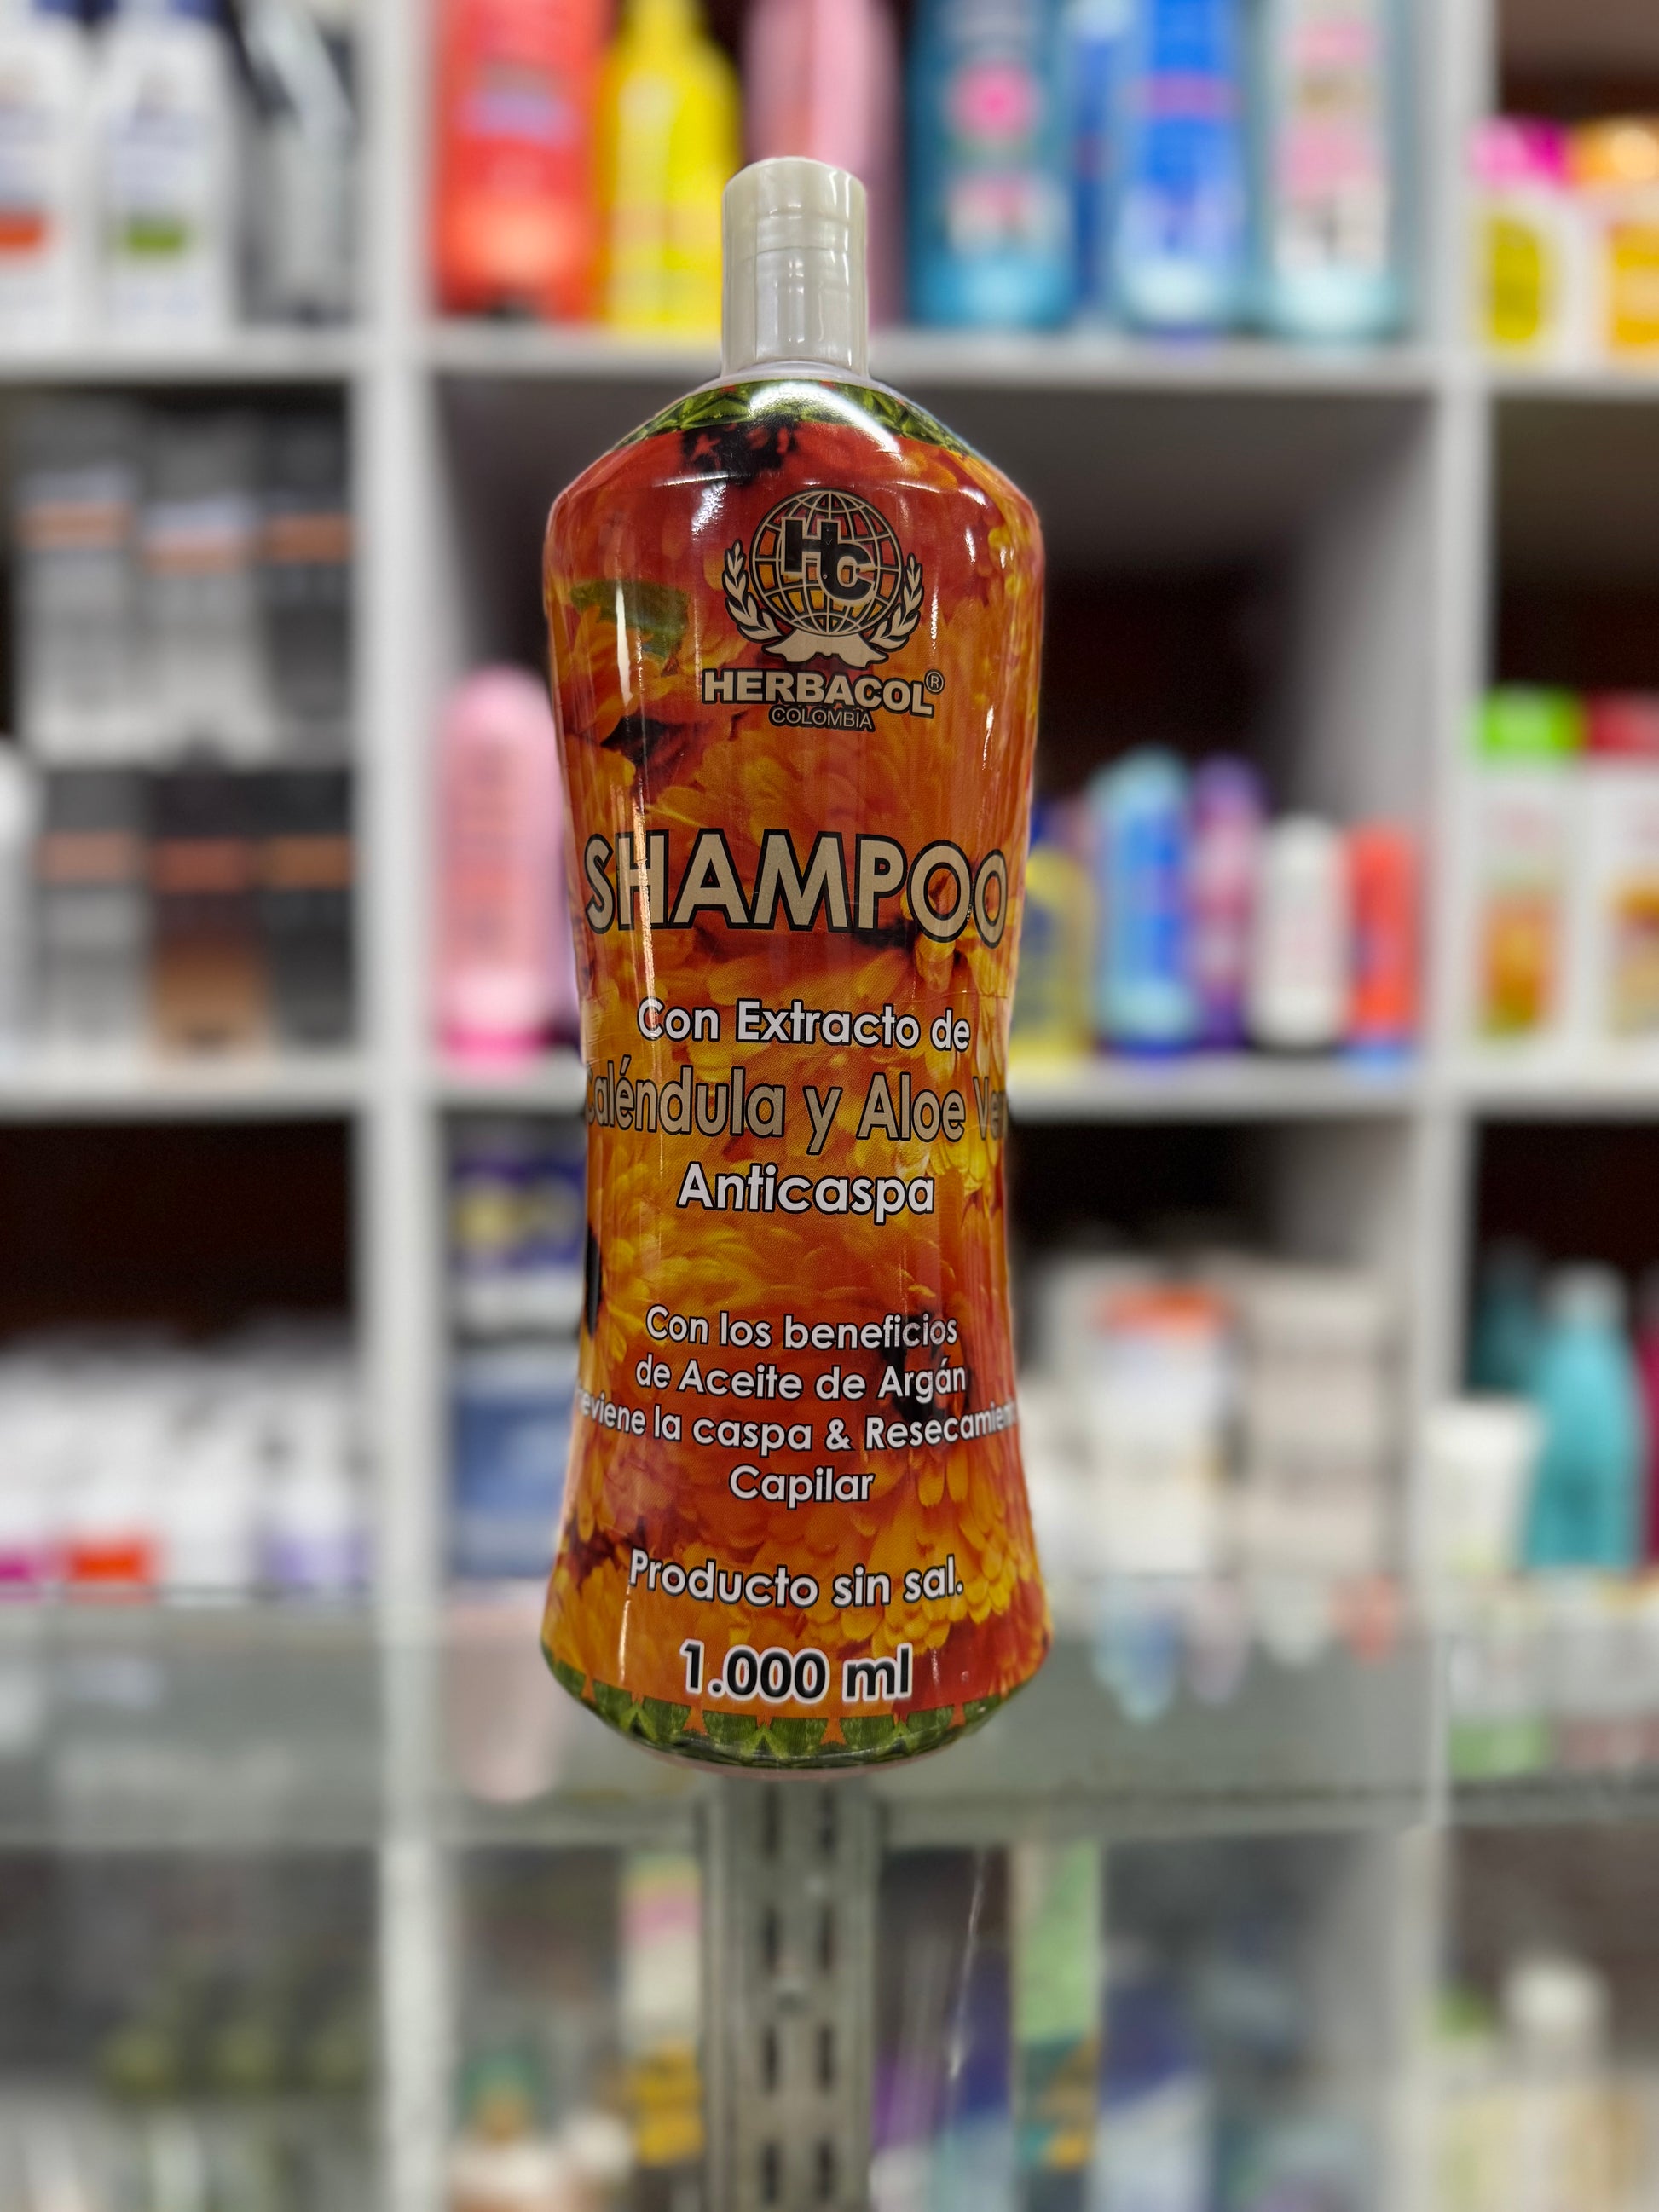 HC
HERBACOL®
COLOMBIA
SHAMPOO
Con Extracto de
Caléndula y Aloe
Anticaspa
Con los beneficios
de Aceite de Argán
la caspa &
Capilar
Producto sin sal.
1.000 ml